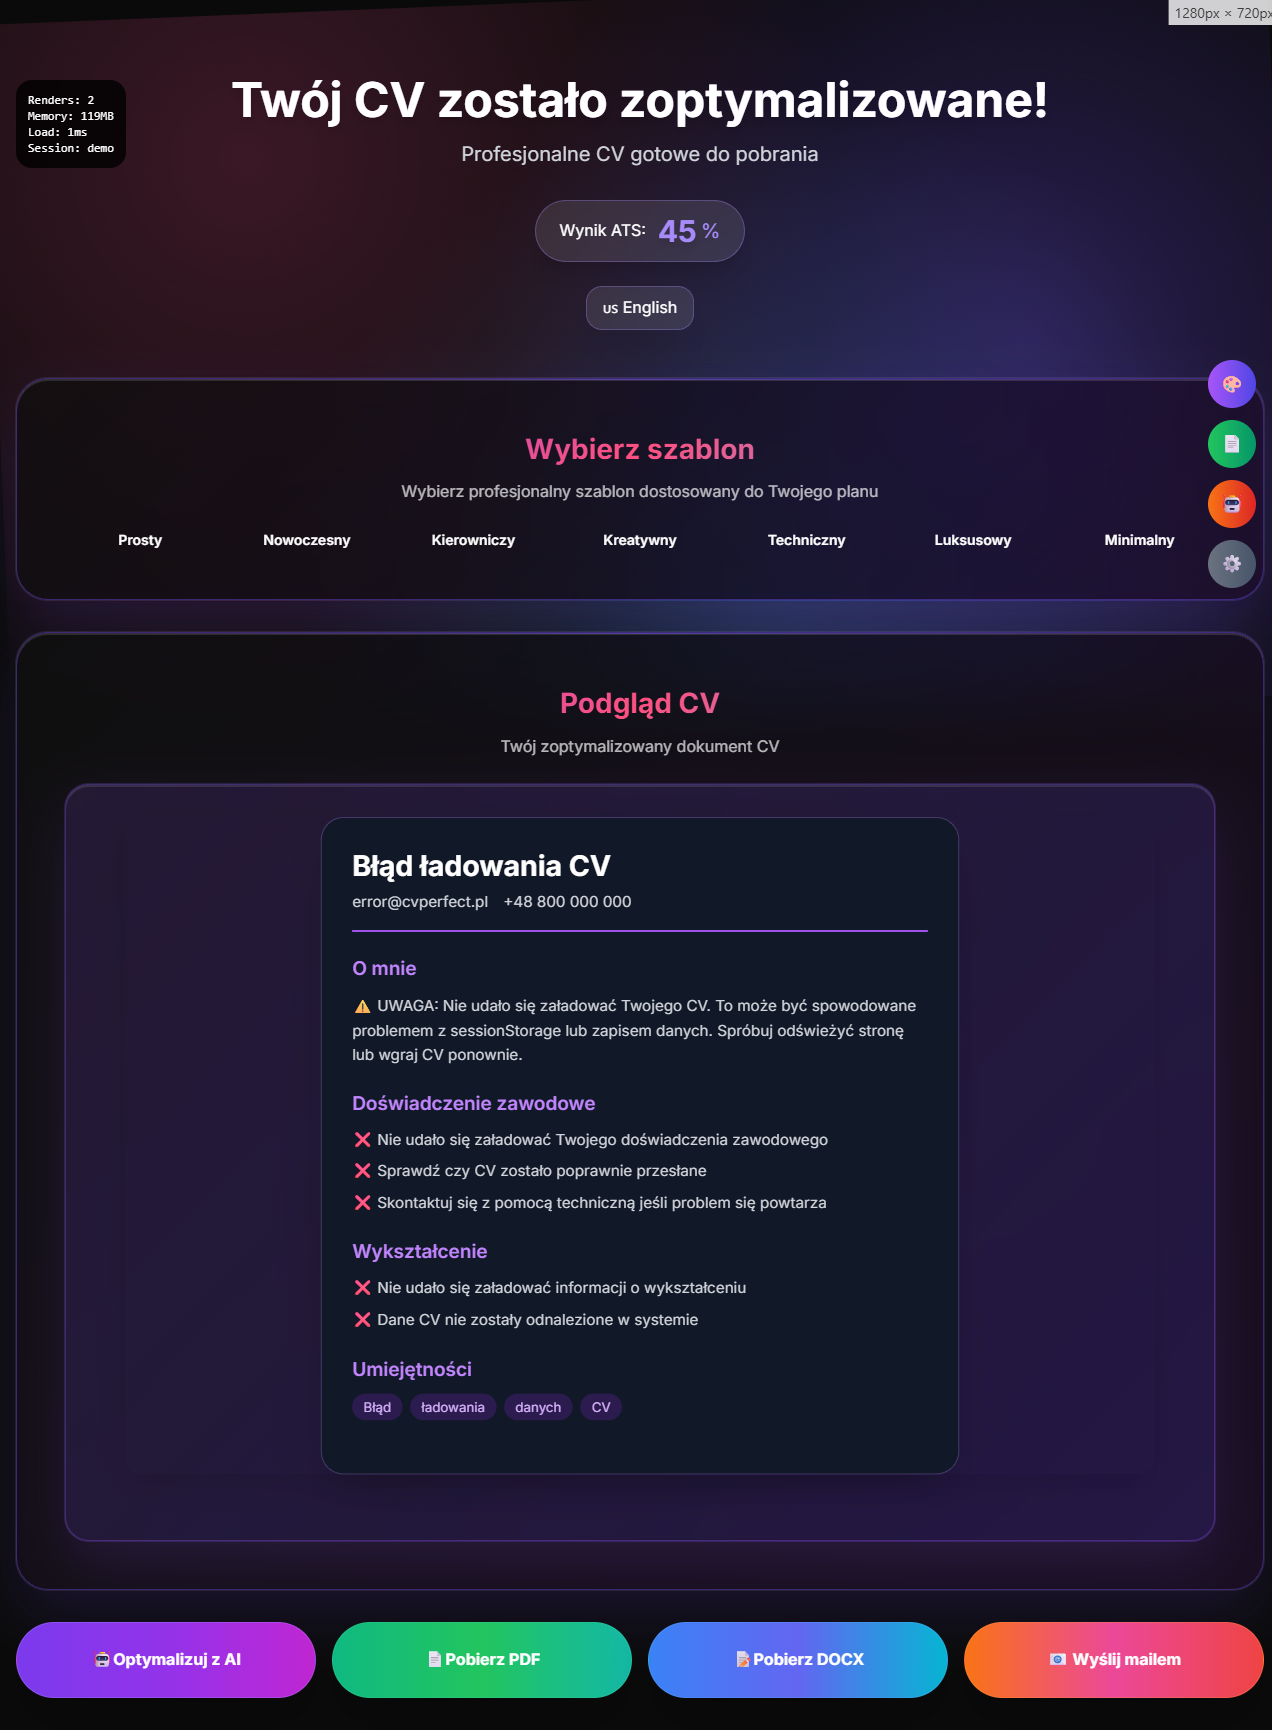 1280px × 720px
Renders: 2
Memory: 119MB
Load: 1ms
Session: demo
Twój CV zostało zoptymalizowane!
Profesjonalne CV gotowe do pobrania
Wynik ATS: 45 %
US English
Wybierz szablon
Wybierz profesjonalny szablon dostosowany do Twojego planu
Prosty Nowoczesny Kierowniczy Kreatywny Techniczny Luksusowy Minimalny
Podgląd CV
Twój zoptymalizowany dokument CV
Błąd ładowania CV
error@cvperfect.pl +48 800 000 000
O mnie
⚠️ UWAGA: Nie udało się załadować Twojego CV. To może być spowodowane
problemem z sessionStorage lub zapisem danych. Spróbuj odświeżyć stronę
lub wgraj CV ponownie.
Doświadczenie zawodowe
❌ Nie udało się załadować Twojego doświadczenia zawodowego
❌ Sprawdź czy CV zostało poprawnie przesłane
❌ Skontaktuj się z pomocą techniczną jeśli problem się powtarza
Wykształcenie
❌ Nie udało się załadować informacji o wykształceniu
❌ Dane CV nie zostały odnalezione w systemie
Umiejętności
Błąd ładowania danych CV
Optymalizuj z AI
Pobierz PDF
Pobierz DOCX
Wyślij mailem